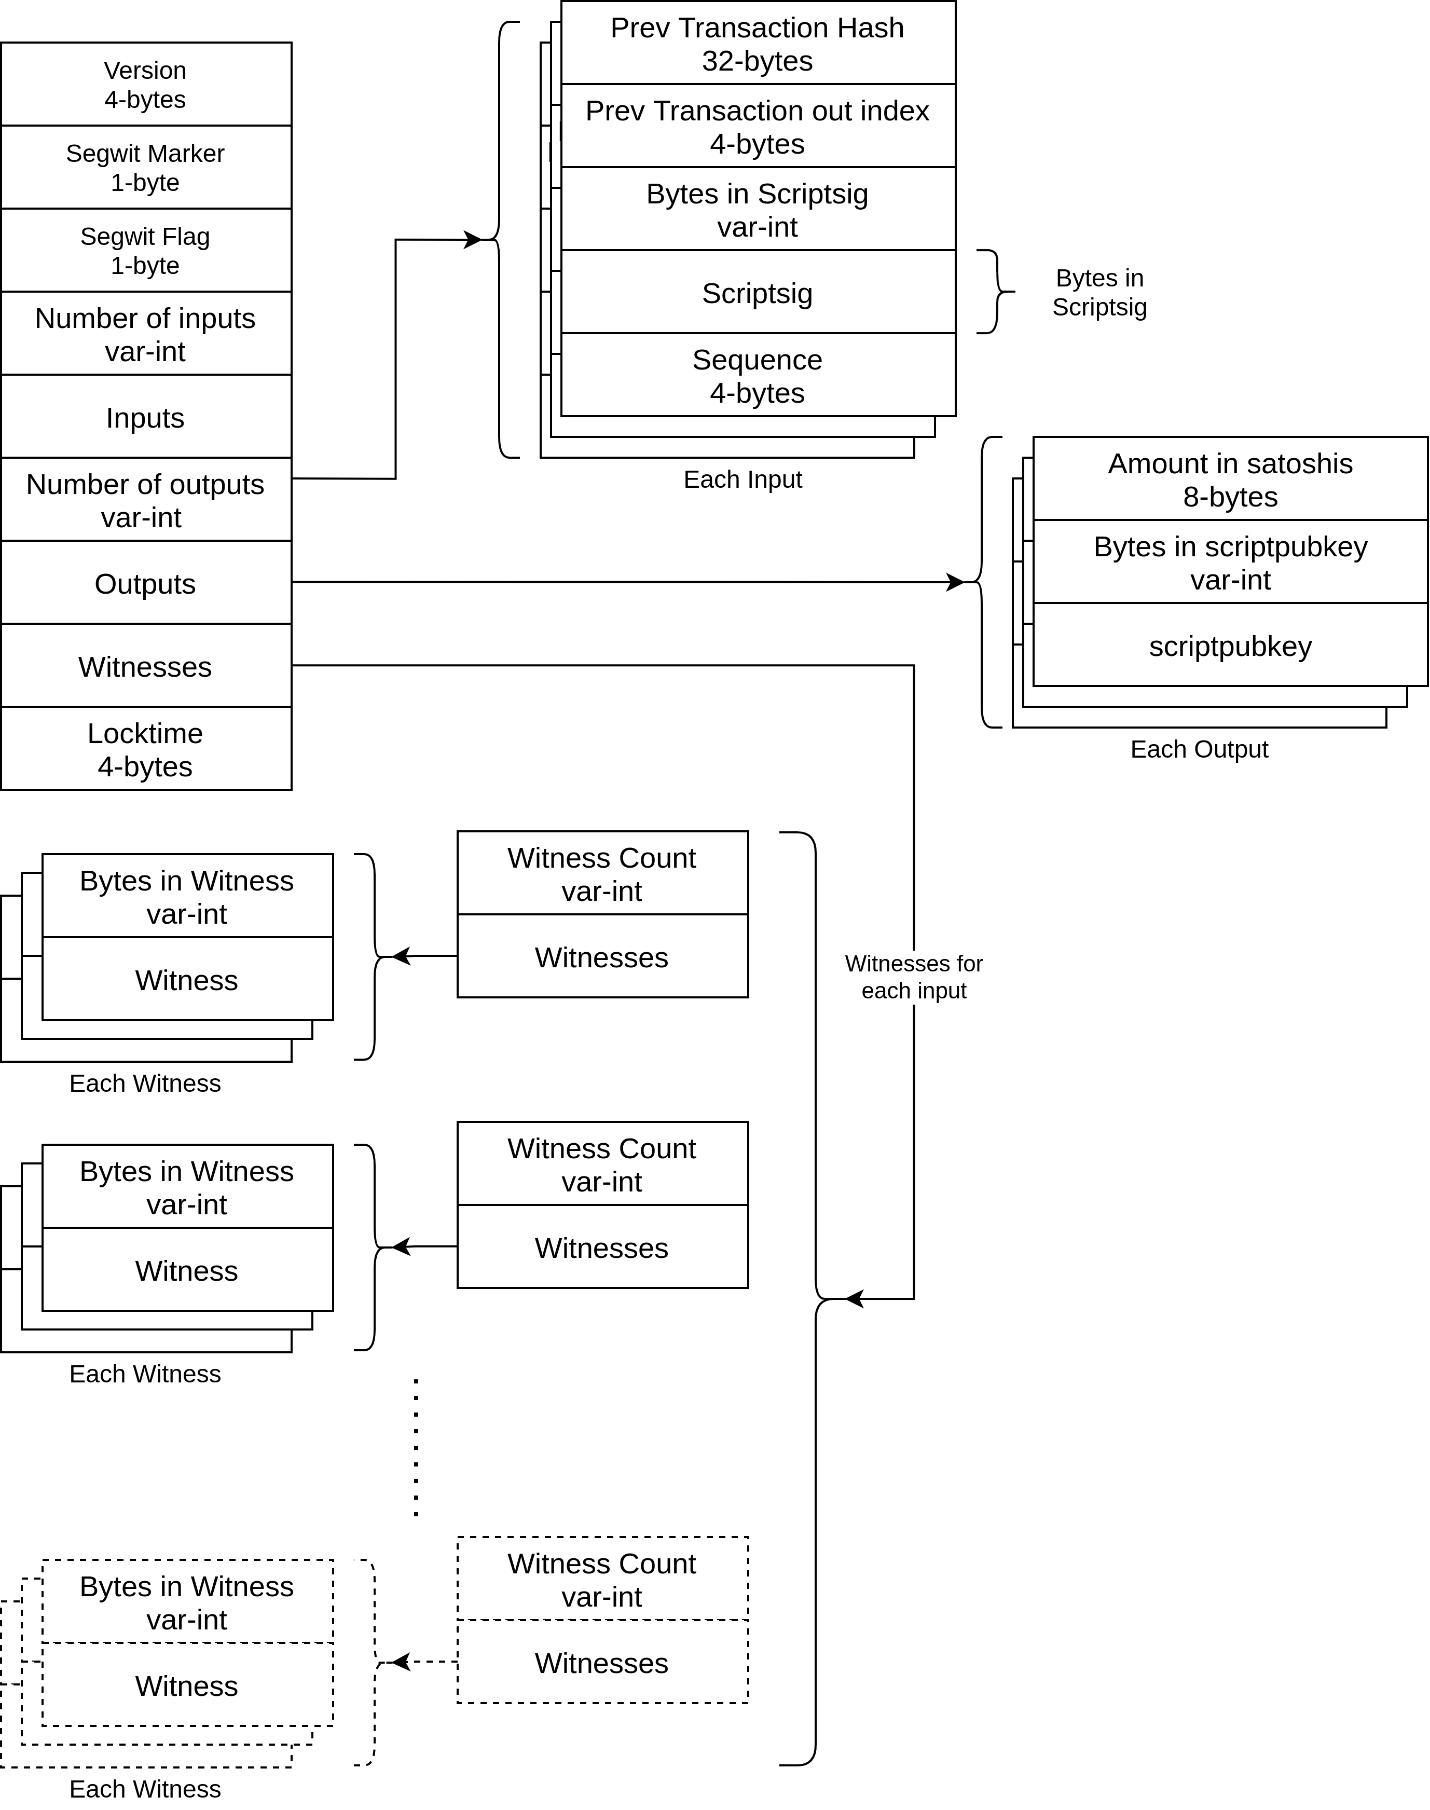 Version
4-bytes
Segwit Marker
1-byte
Segwit Flag
1-byte
Number of inputs
var-int
Inputs
Number of outputs
var-int
Outputs
Witnesses
Locktime
4-bytes
Prev Transaction Hash
32-bytes
Prev Transaction out index
4-bytes
Bytes in Scriptsig
var-int
Scriptsig
Sequence
4-bytes
Each Input
Bytes in
Scriptsig
Amount in satoshis
8-bytes
Bytes in scriptpubkey
var-int
scriptpubkey
Each Output
Witnesses for
each input
Witness Count
var-int
Witnesses
Bytes in Witness
var-int
Witness
Each Witness
Witness Count
var-int
Witnesses
Bytes in Witness
var-int
Witness
Each Witness
Witness Count
var-int
Witnesses
Bytes in Witness
var-int
Witness
Each Witness